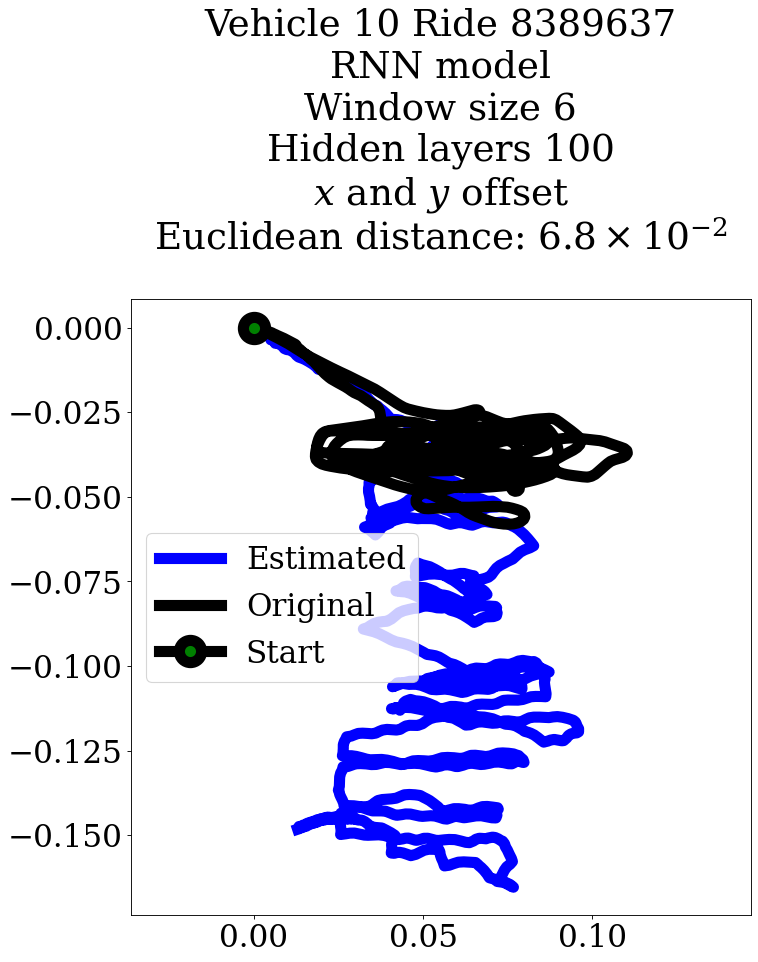 Vehicle 10 Ride 8389637
RNN model
Window size 6
Hidden layers 100
x and y offset
Euclidean distance: 6.8 × 10⁻²
0.000
−0.025
−0.050
−0.075
−0.100
−0.125
−0.150
Estimated
Original
Start
0.00 0.05 0.10